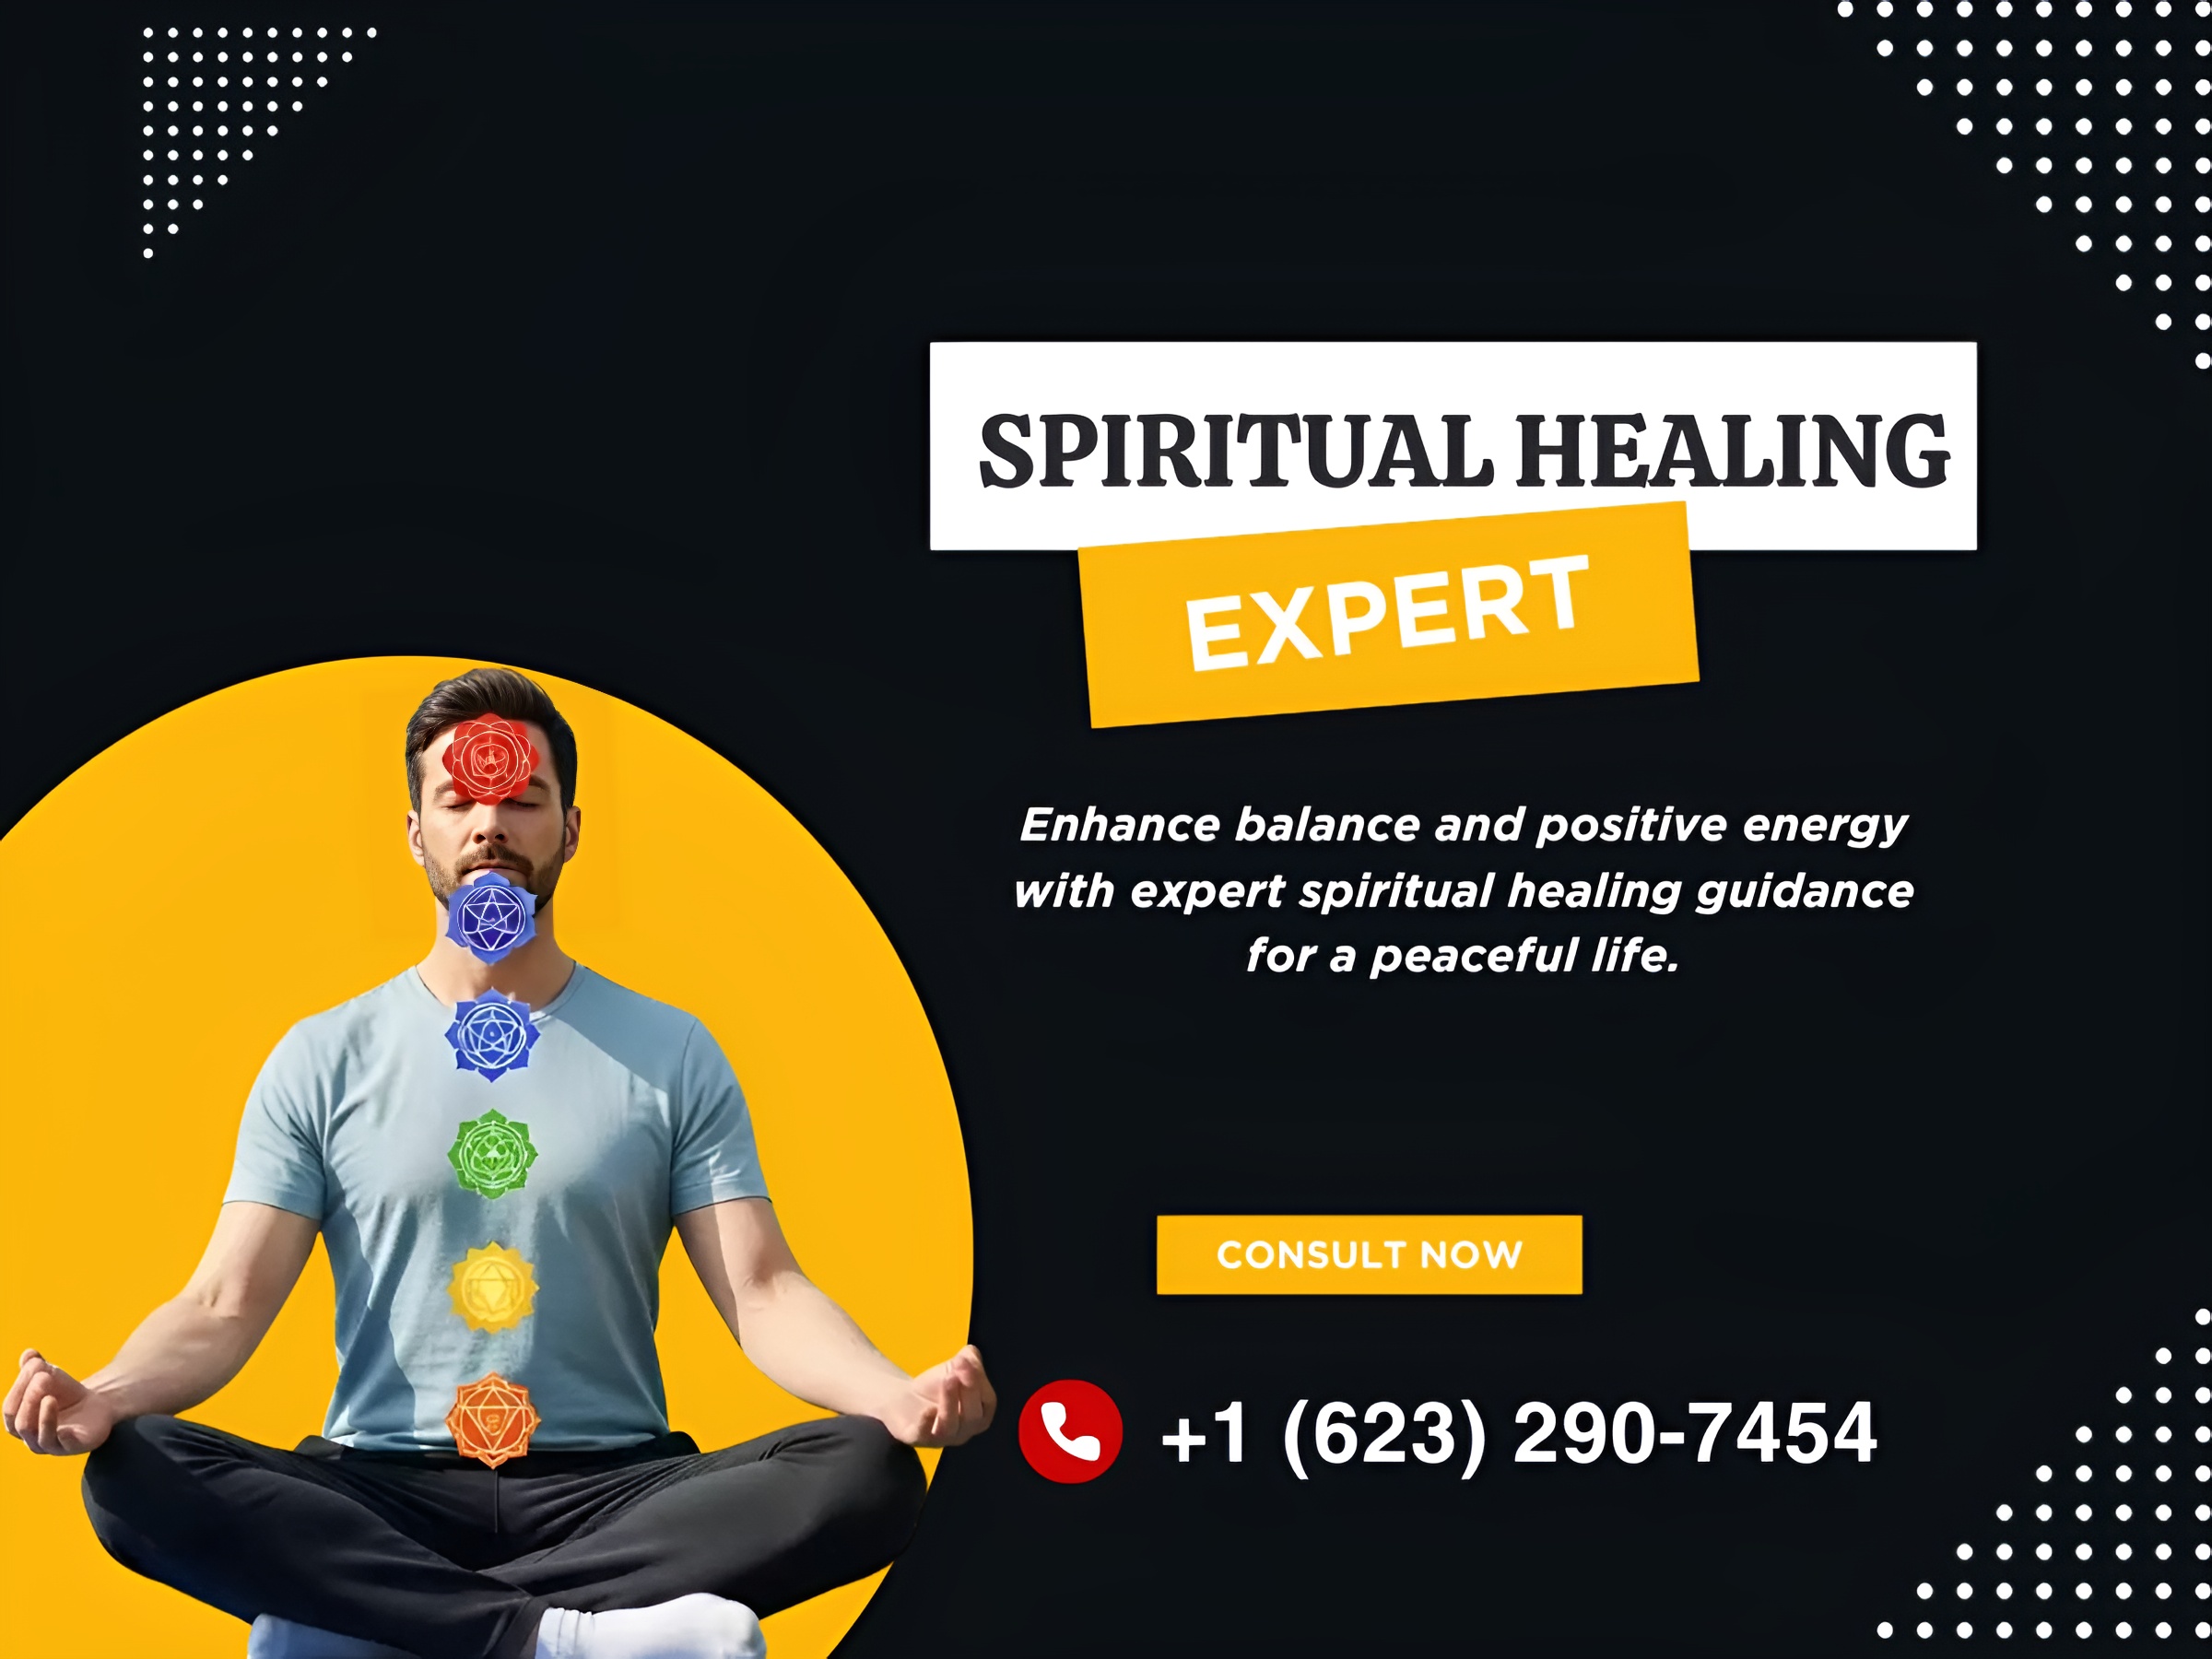 SPIRITUAL HEALING
EXPERT
Enhance balance and positive energy
with expert spiritual healing guidance
for a peaceful life.
CONSULT NOW
+1 (623) 290-7454